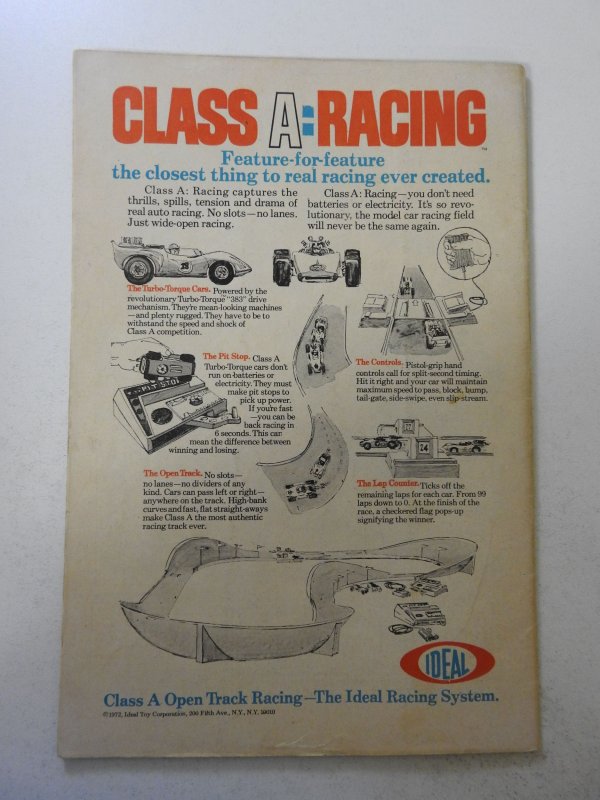 CLASS A: RACING
™
Feature-for-feature
the closest thing to real racing ever created.
Class A: Racing captures the
thrills, spills, tension and drama of
real auto racing. No slots—no lanes.
Just wide-open racing.
Class A: Racing—you don't need
batteries or electricity. It's so revo-
lutionary, the model car racing field
will never be the same again.
The Turbo-Torque Cars. Powered by the
revolutionary Turbo-Torque "383" drive
mechanism. They're mean-looking machines
—and plenty rugged. They have to be to
withstand the speed and shock of
Class A competition.
The Pit Stop. Class A
Turbo-Torque cars don't
run on batteries or
electricity. They must
make pit stops to
pick up power.
If you're fast
—you can be
back racing in
6 seconds. This can
mean the difference between
winning and losing.
PIT STOP
The Controls. Pistol-grip hand
controls call for split-second timing.
Hit it right and your car will maintain
maximum speed to pass, block, bump,
tail-gate, side-swipe, even slip-stream.
The Open Track. No slots—
no lanes—no dividers of any
kind. Cars can pass left or right—
anywhere on the track. High-bank
curves and fast, flat straight-aways
make Class A the most authentic
racing track ever.
24
The Lap Counter. Ticks off the
remaining laps for each car. From 99
laps down to 0. At the finish of the
race, a checkered flag pops-up
signifying the winner.
IDEAL
Class A Open Track Racing—The Ideal Racing System.
©1972, Ideal Toy Corporation, 200 Fifth Ave., N.Y., N.Y. 10010